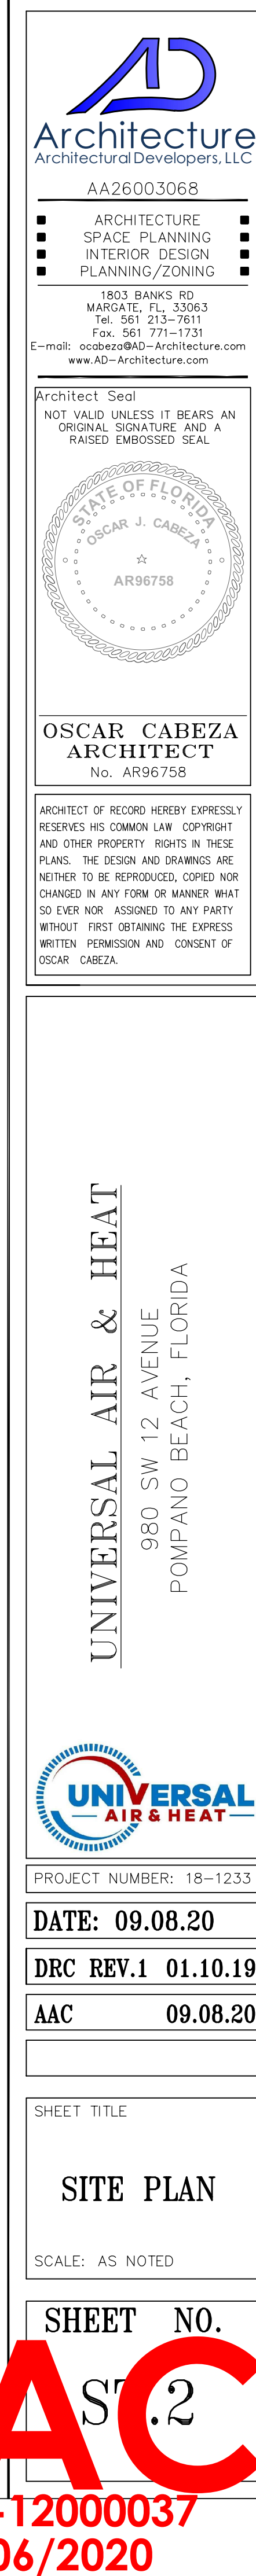 AD
Architecture
Architectural Developers, LLC
AA26003068
ARCHITECTURE
SPACE PLANNING
INTERIOR DESIGN
PLANNING/ZONING
1803 BANKS RD
MARGATE, FL, 33063
Tel. 561 213-7611
Fax. 561 771-1731
E-mail: ocabeza@AD-Architecture.com
www.AD-Architecture.com
Architect Seal
NOT VALID UNLESS IT BEARS AN
ORIGINAL SIGNATURE AND A
RAISED EMBOSSED SEAL
STATE OF FLORIDA
OSCAR J. CABEZA
AR96758
OSCAR CABEZA
ARCHITECT
No. AR96758
ARCHITECT OF RECORD HEREBY EXPRESSLY
RESERVES HIS COMMON LAW COPYRIGHT
AND OTHER PROPERTY RIGHTS IN THESE
PLANS. THE DESIGN AND DRAWINGS ARE
NEITHER TO BE REPRODUCED, COPIED NOR
CHANGED IN ANY FORM OR MANNER WHAT
SO EVER NOR ASSIGNED TO ANY PARTY
WITHOUT FIRST OBTAINING THE EXPRESS
WRITTEN PERMISSION AND CONSENT OF
OSCAR CABEZA.
UNIVERSAL AIR & HEAT
980 SW 12 AVENUE
POMPANO BEACH, FLORIDA
UNIVERSAL
AIR & HEAT
PROJECT NUMBER: 18-1233
DATE: 09.08.20
DRC REV.1 01.10.19
AAC 09.08.20
SHEET TITLE
SITE PLAN
SCALE: AS NOTED
SHEET NO.
AC
-12000037
06/2020